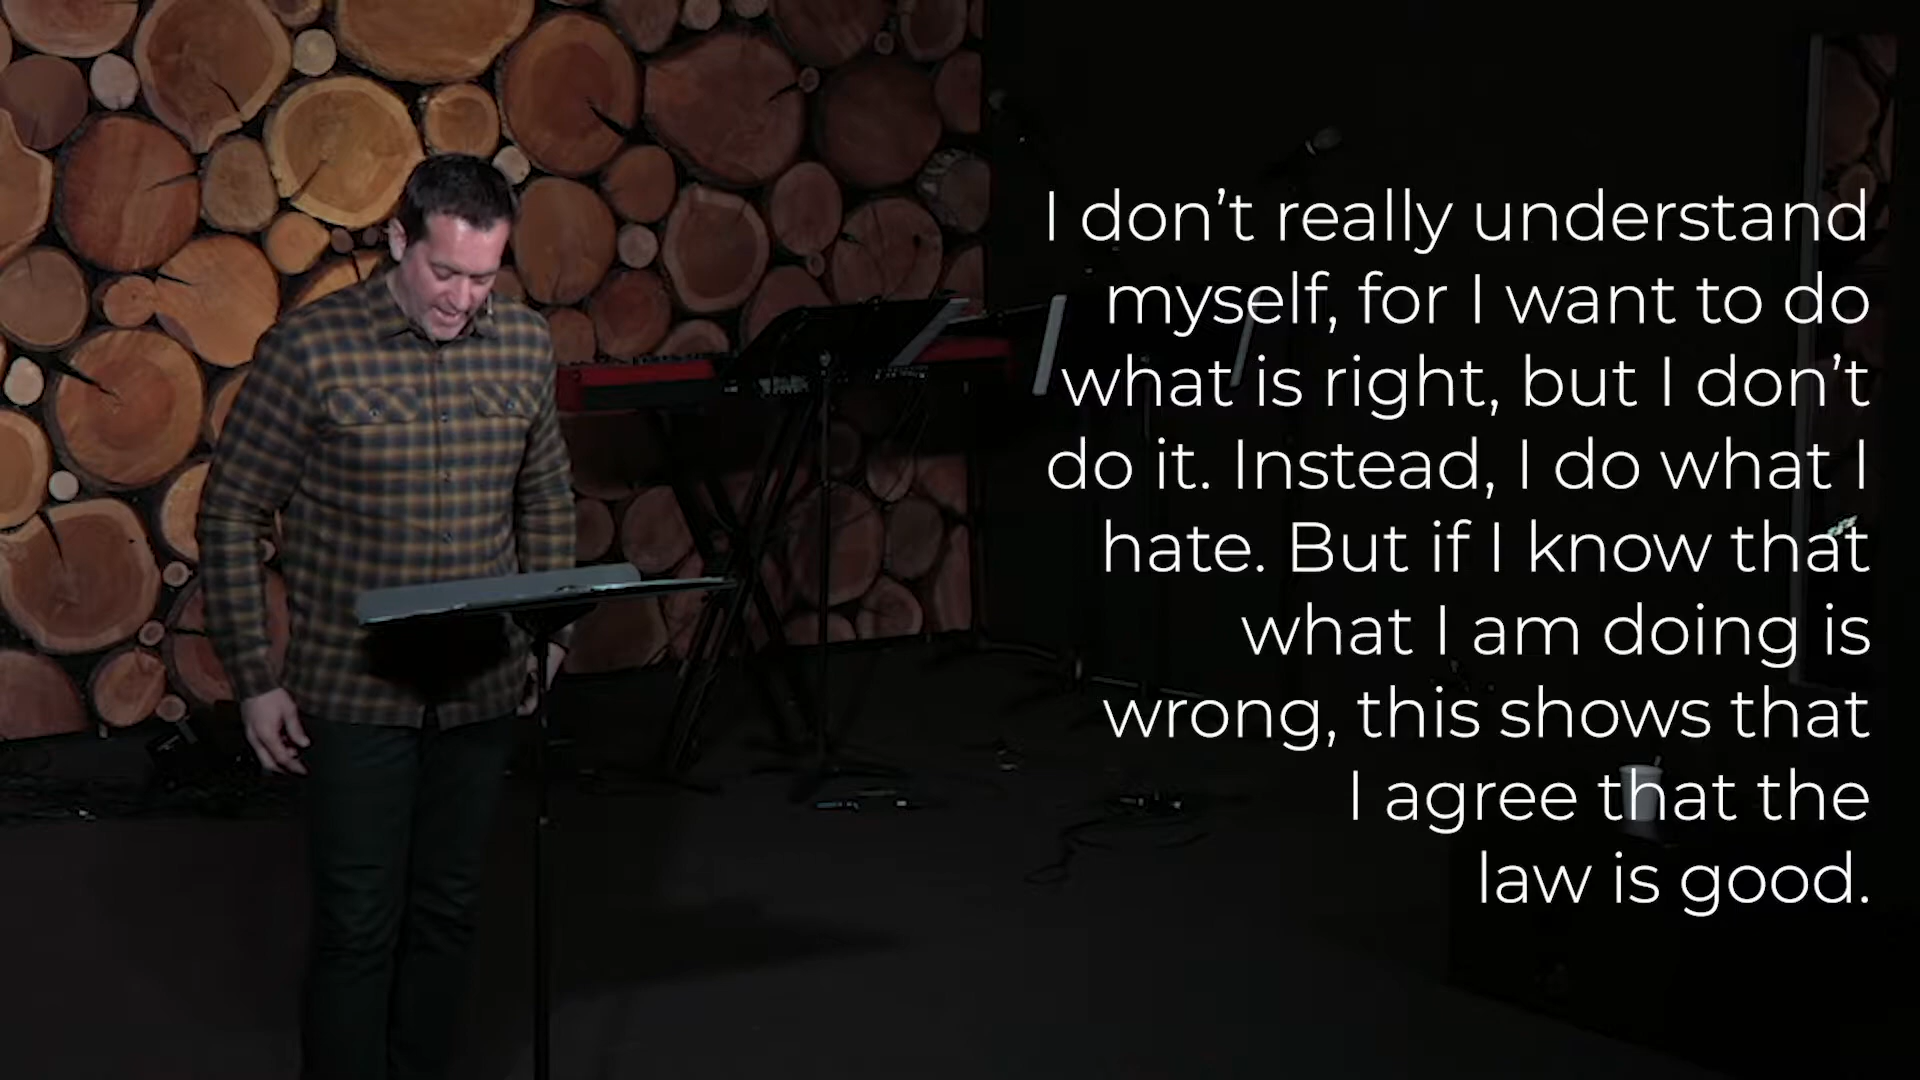 I don’t really understand
myself, for I want to do
what is right, but I don’t
do it. Instead, I do what I
hate. But if I know that
what I am doing is
wrong, this shows that
I agree that the
law is good.